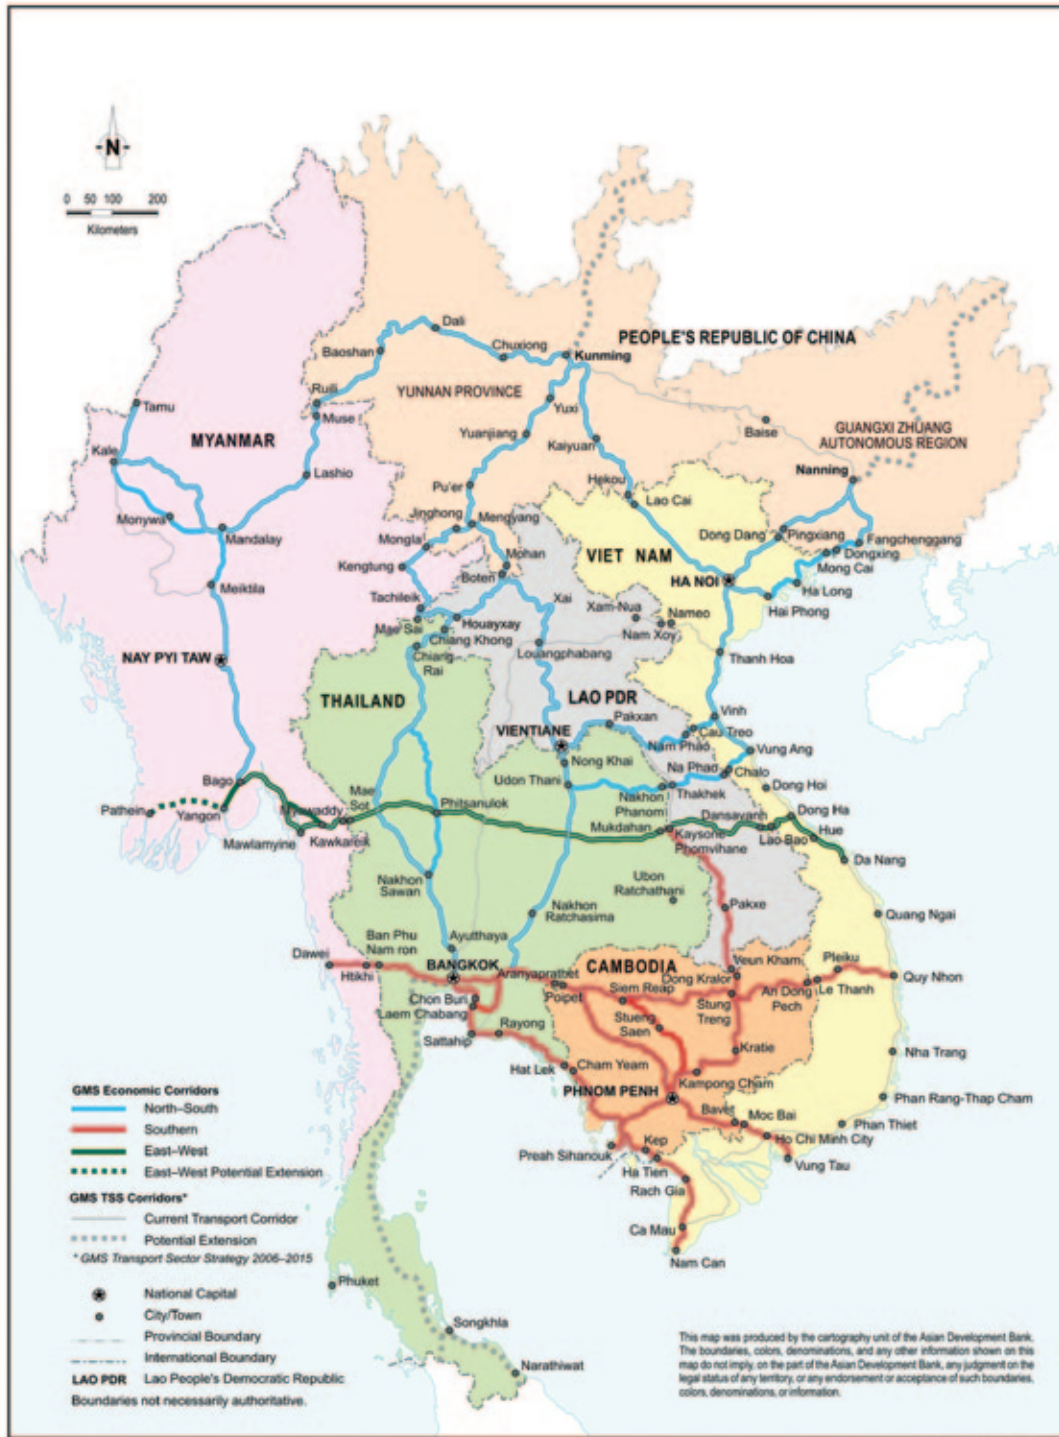 N
0 50 100 200
Kilometers
Dali
Baoshan
Chuxiong
Kunming
PEOPLE'S REPUBLIC OF CHINA
Ruili
YUNNAN PROVINCE
Yuxi
Tamu
Muse
Baise
GUANGXI ZHUANG
AUTONOMOUS REGION
MYANMAR
Yuanjiang
Kaiyuan
Kale
Lashio
Nanning
Pu'er
Hekou
Lao Cai
Monywa
Jinghong
Mengyang
Mandalay
Mongla
Dong Dang
Pingxiang
Fangchenggang
Mohan
VIET NAM
Dongxing
Mong Cai
Kengtung
Boten
HA NOI
Meiktila
Ha Long
Tachileik
Xai
Xam-Nua
Nameo
Hai Phong
Mae Sai
Houayxay
Chiang Khong
Nam Xoy
Chiang
Rai
Louangphabang
Thanh Hoa
NAY PYI TAW
THAILAND
LAO PDR
Pakxan
Vinh
VIENTIANE
Cau Treo
Nam Phao
Vung Ang
Nong Khai
Na Phao
Chalo
Bago
Udon Thani
Dong Hoi
Mae
Sot
Nakhon
Phanom
Thakhek
Pathein
Yangon
Myawaddy
Phitsanulok
Dansavanh
Dong Ha
Mukdahan
Kaysone
Phomvihane
Lao Bao
Hue
Mawlamyine
Kawkareik
Da Nang
Nakhon
Sawan
Ubon
Ratchathani
Nakhon
Ratchasima
Pakxe
Quang Ngai
Ban Phu
Nam ron
Ayutthaya
Dawei
Htikhi
BANGKOK
Aranyaprathet
CAMBODIA
Veun Kham
Dong Kralor
Pleiku
Poipet
Siem Reap
An Dong
Pech
Le Thanh
Quy Nhon
Chon Buri
Laem Chabang
Stueng
Saen
Stung
Treng
Sattahip
Rayong
Kratie
Nha Trang
Hat Lek
Cham Yeam
Kampong Cham
PHNOM PENH
Phan Rang-Thap Cham
Bavet
Moc Bai
Phan Thiet
Ho Chi Minh City
Preah Sihanouk
Kep
Vung Tau
Ha Tien
Rach Gia
Ca Mau
Nam Can
GMS Economic Corridors
North–South
Southern
East–West
East–West Potential Extension
GMS TSS Corridors*
Current Transport Corridor
Potential Extension
* GMS Transport Sector Strategy 2006–2015
National Capital
City/Town
Provincial Boundary
International Boundary
LAO PDR Lao People's Democratic Republic
Boundaries not necessarily authoritative.
Phuket
Songkhla
Narathiwat
This map was produced by the cartography unit of the Asian Development Bank.
The boundaries, colors, denominations, and any other information shown on this
map do not imply, on the part of the Asian Development Bank, any judgment on the
legal status of any territory, or any endorsement or acceptance of such boundaries,
colors, denominations, or information.